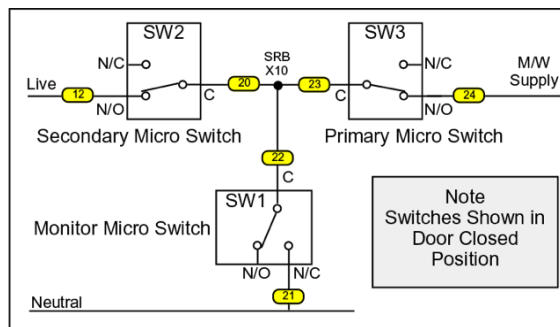 SW2
SRB
X10
SW3
M/W
Supply
N/C
N/C
Live
12
20
23
24
N/O
C
C
N/O
Secondary Micro Switch
Primary Micro Switch
22
C
SW1
Monitor Micro Switch
N/O
N/C
Note
Switches Shown in
Door Closed
Position
21
Neutral